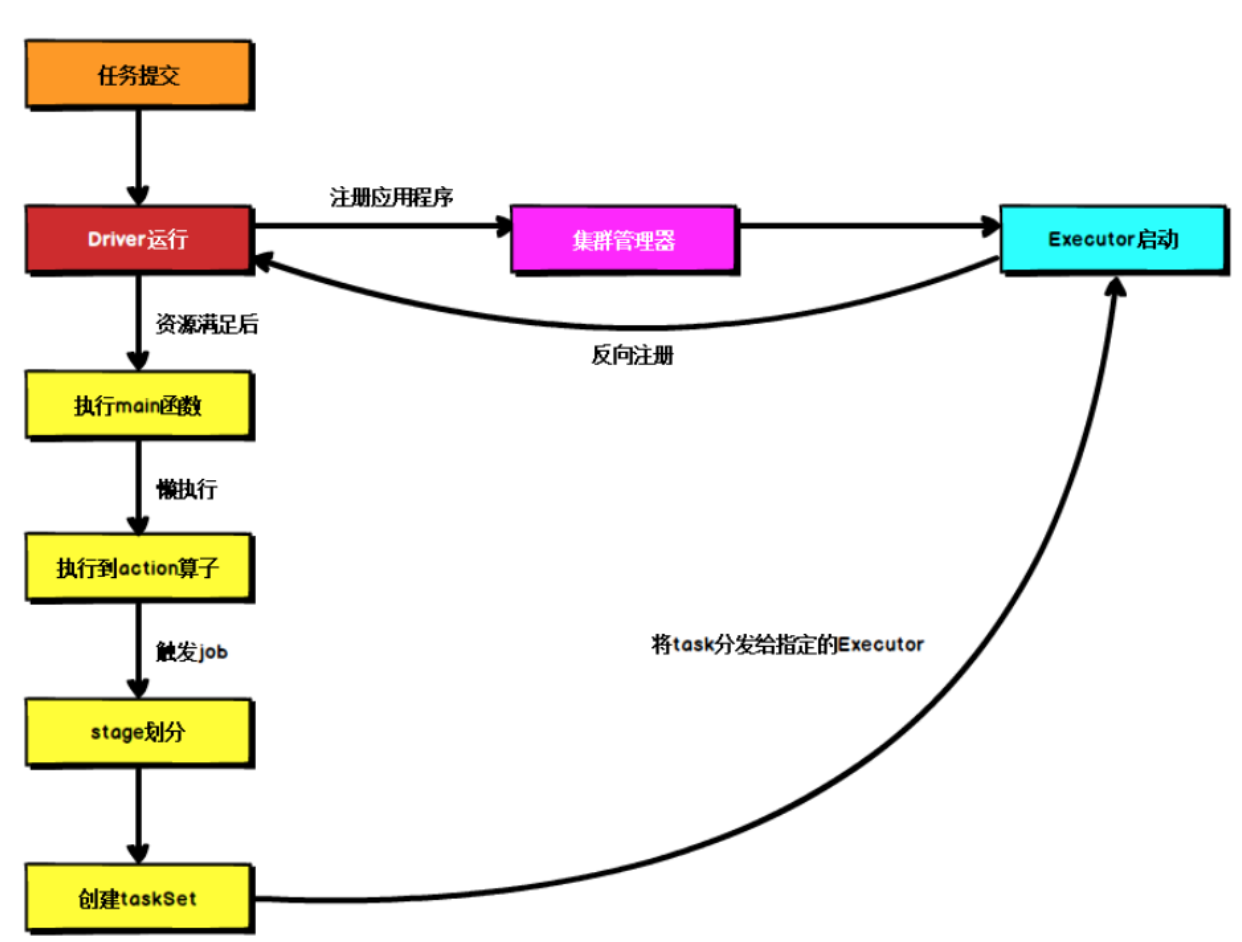 任务提交
注册应用程序
Driver运行
集群管理器
Executor启动
资源满足后
反向注册
执行main函数
懒执行
执行到action算子
将task分发给指定的Executor
触发job
stage划分
创建taskSet